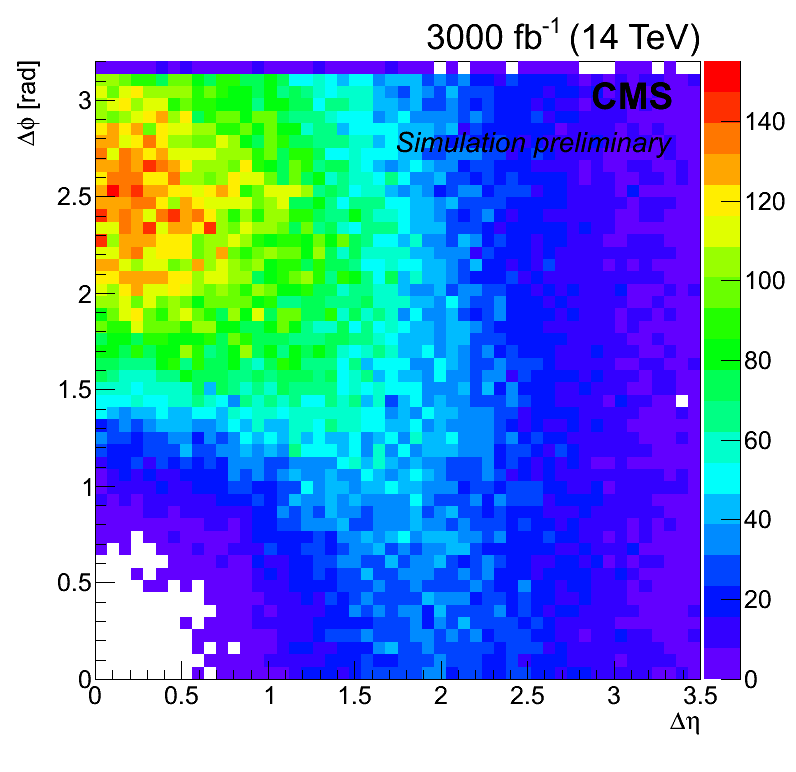 3000 fb-1 (14 TeV)
Δϕ [rad]
CMS
Simulation preliminary
3
2.5
2
1.5
1
0.5
0
140
120
100
80
60
40
20
0
0 0.5 1 1.5 2 2.5 3 3.5
Δη